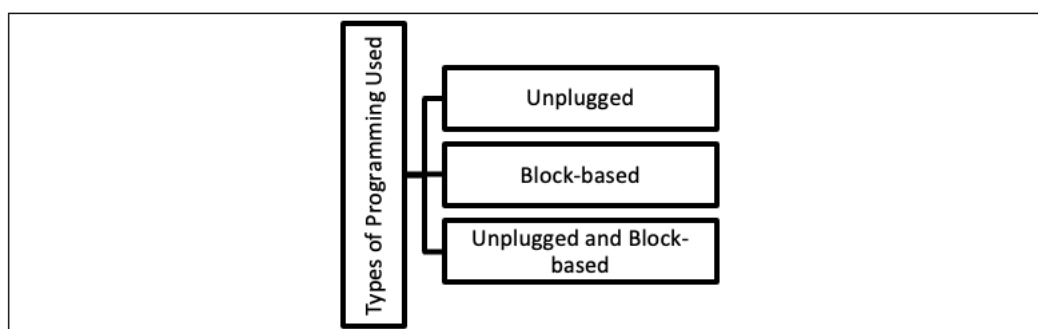 Types of Programming Used
Unplugged
Block-based
Unplugged and Block-
based